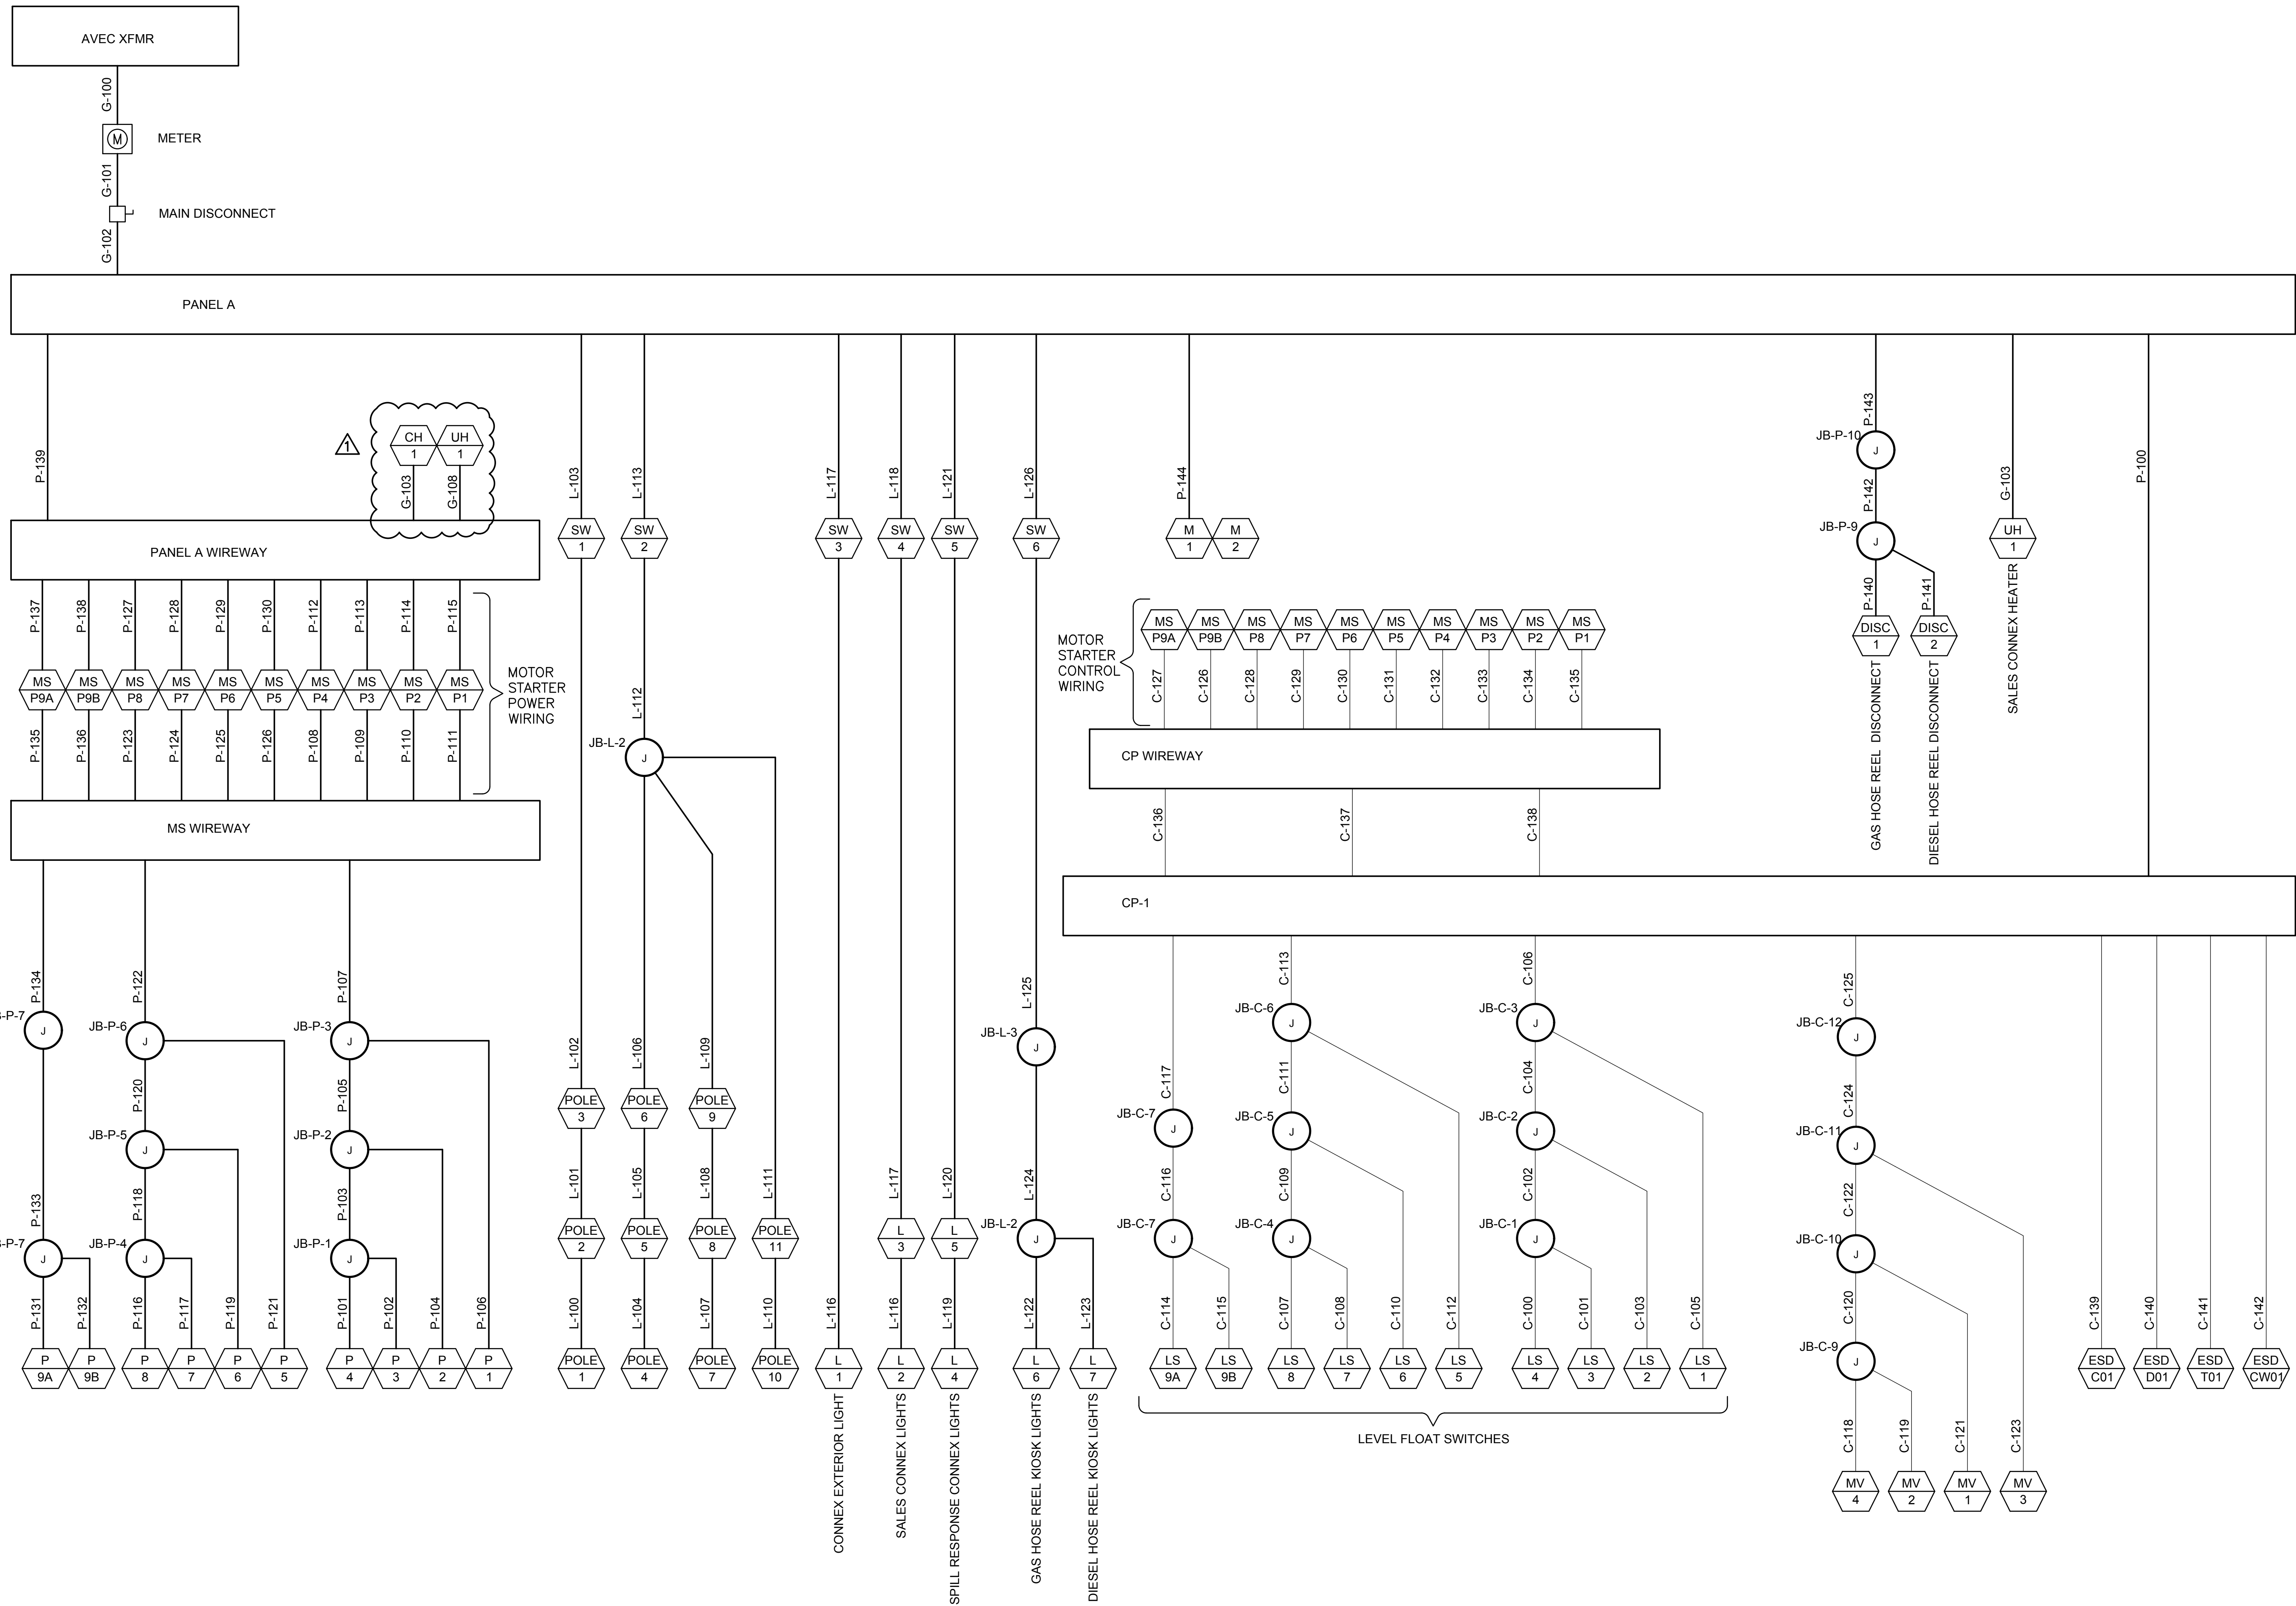 AVEC XFMR
G-100
M
METER
G-101
MAIN DISCONNECT
G-102
PANEL A
P-139
1
CH
1
UH
1
G-103
G-108
L-103
L-113
L-117
L-118
L-121
L-126
P-144
P-143
JB-P-10
J
P-142
G-103
P-100
PANEL A WIREWAY
SW
1
SW
2
SW
3
SW
4
SW
5
SW
6
M
1
M
2
JB-P-9
J
UH
1
P-140
P-141
DISC
1
DISC
2
GAS HOSE REEL DISCONNECT
DIESEL HOSE REEL DISCONNECT
SALES CONNEX HEATER
P-137
P-138
P-127
P-128
P-129
P-130
P-112
P-113
P-114
P-115
MS
P9A
MS
P9B
MS
P8
MS
P7
MS
P6
MS
P5
MS
P4
MS
P3
MS
P2
MS
P1
MOTOR
STARTER
POWER
WIRING
P-135
P-136
P-123
P-124
P-125
P-126
P-108
P-109
P-110
P-111
MS WIREWAY
L-112
JB-L-2
J
MOTOR
STARTER
CONTROL
WIRING
MS
P9A
MS
P9B
MS
P8
MS
P7
MS
P6
MS
P5
MS
P4
MS
P3
MS
P2
MS
P1
C-127
C-126
C-128
C-129
C-130
C-131
C-132
C-133
C-134
C-135
CP WIREWAY
C-136
C-137
C-138
CP-1
P-134
P-122
P-107
-P-7
J
JB-P-6
J
JB-P-3
J
P-120
P-105
JB-P-5
J
JB-P-2
J
P-133
P-118
P-103
-P-7
J
JB-P-4
J
JB-P-1
J
P-131
P-132
P-116
P-117
P-119
P-121
P-101
P-102
P-104
P-106
P
9A
P
9B
P
8
P
7
P
6
P
5
P
4
P
3
P
2
P
1
L-102
L-106
L-109
POLE
3
POLE
6
POLE
9
L-101
L-105
L-108
L-111
POLE
2
POLE
5
POLE
8
POLE
11
L-100
L-104
L-107
L-110
POLE
1
POLE
4
POLE
7
POLE
10
L-117
L-120
L
3
L
5
L-116
L-116
L-119
L
1
L
2
L
4
L-125
JB-L-3
J
L-124
JB-L-2
J
L-122
L-123
L
6
L
7
CONNEX EXTERIOR LIGHT
SALES CONNEX LIGHTS
SPILL RESPONSE CONNEX LIGHTS
GAS HOSE REEL KIOSK LIGHTS
DIESEL HOSE REEL KIOSK LIGHTS
C-113
C-106
JB-C-6
J
JB-C-3
J
C-117
C-111
C-104
JB-C-7
J
JB-C-5
J
JB-C-2
J
C-116
C-109
C-102
JB-C-7
J
JB-C-4
J
JB-C-1
J
C-114
C-115
C-107
C-108
C-110
C-112
C-100
C-101
C-103
C-105
LS
9A
LS
9B
LS
8
LS
7
LS
6
LS
5
LS
4
LS
3
LS
2
LS
1
LEVEL FLOAT SWITCHES
C-125
JB-C-12
J
C-124
JB-C-11
J
C-122
JB-C-10
J
C-120
JB-C-9
J
C-118
C-119
C-121
C-123
MV
4
MV
2
MV
1
MV
3
C-139
C-140
C-141
C-142
ESD
C01
ESD
D01
ESD
T01
ESD
CW01